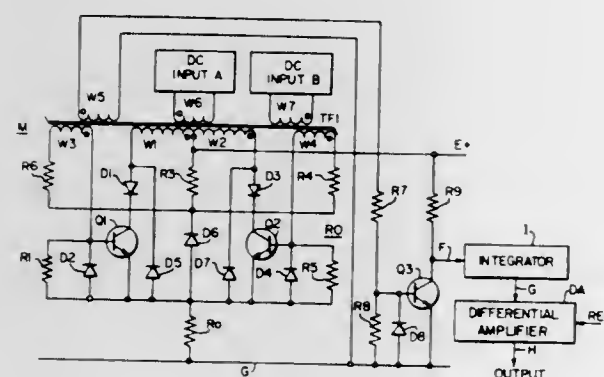 DC INPUT A
DC INPUT B
W5
W6
W7
TF1
M
W3
W1
W2
W4
E+
R6
D1
R3
D3
R4
R7
R9
Q1
D6
Q2
RO
F
I
INTEGRATOR
R1
D2
D5
D7
D4
R5
Q3
G
DA
R8
D8
DIFFERENTIAL AMPLIFIER
RE
Ro
G
H
OUTPUT